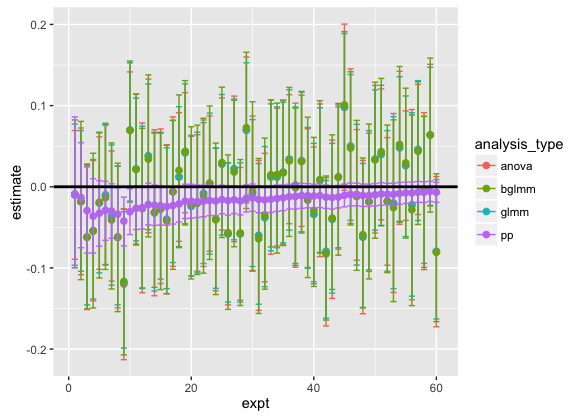 0.2
0.1
0.0
-0.1
-0.2
estimate
0
20
40
60
expt
analysis_type
anova
bglmm
glmm
pp